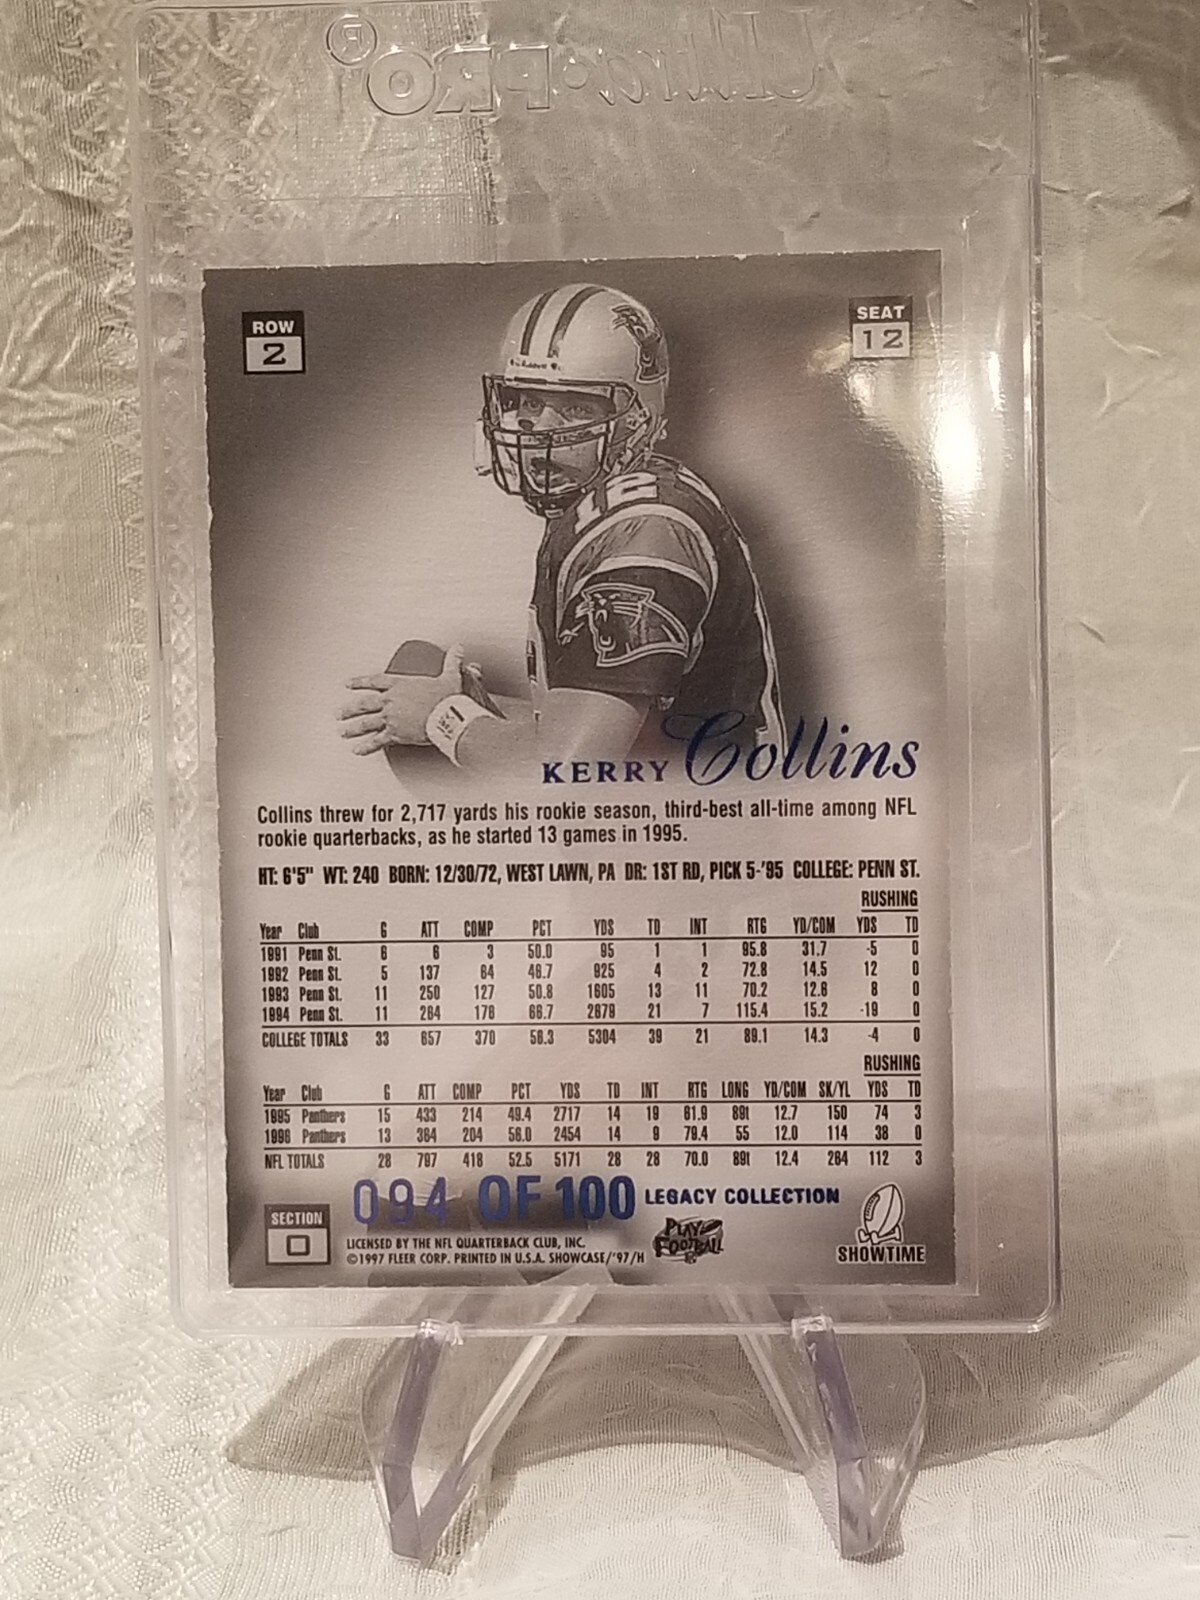 Ultra•PRO®
ROW
2
SEAT
12
Riddell
12
KERRY Collins
Collins threw for 2,717 yards his rookie season, third-best all-time among NFL
rookie quarterbacks, as he started 13 games in 1995.
HT: 6'5" WT: 240 BORN: 12/30/72, WEST LAWN, PA DR: 1ST RD, PICK 5-'95 COLLEGE: PENN ST.
RUSHING
Year Club G ATT COMP PCT YDS TD INT RTG YD/COM YDS TD
1991 Penn St. 6 6 3 50.0 95 1 1 95.8 31.7 -5 0
1992 Penn St. 5 137 64 46.7 925 4 2 72.8 14.5 12 0
1993 Penn St. 11 250 127 50.8 1605 13 11 70.2 12.6 8 0
1994 Penn St. 11 264 176 66.7 2679 21 7 115.4 15.2 -19 0
COLLEGE TOTALS 33 657 370 56.3 5304 39 21 89.1 14.3 -4 0
RUSHING
Year Club G ATT COMP PCT YDS TD INT RTG LONG YD/COM SK/YL YDS TD
1995 Panthers 15 433 214 49.4 2717 14 19 61.9 89t 12.7 150 74 3
1996 Panthers 13 364 204 56.0 2454 14 9 79.4 55 12.0 114 38 0
NFL TOTALS 28 797 418 52.5 5171 28 28 70.0 89t 12.4 264 112 3
094 OF 100 LEGACY COLLECTION
SECTION
0
LICENSED BY THE NFL QUARTERBACK CLUB, INC.
©1997 FLEER CORP. PRINTED IN U.S.A. SHOWCASE/'97/H
PLAY
FOOTBALL
SHOWTIME